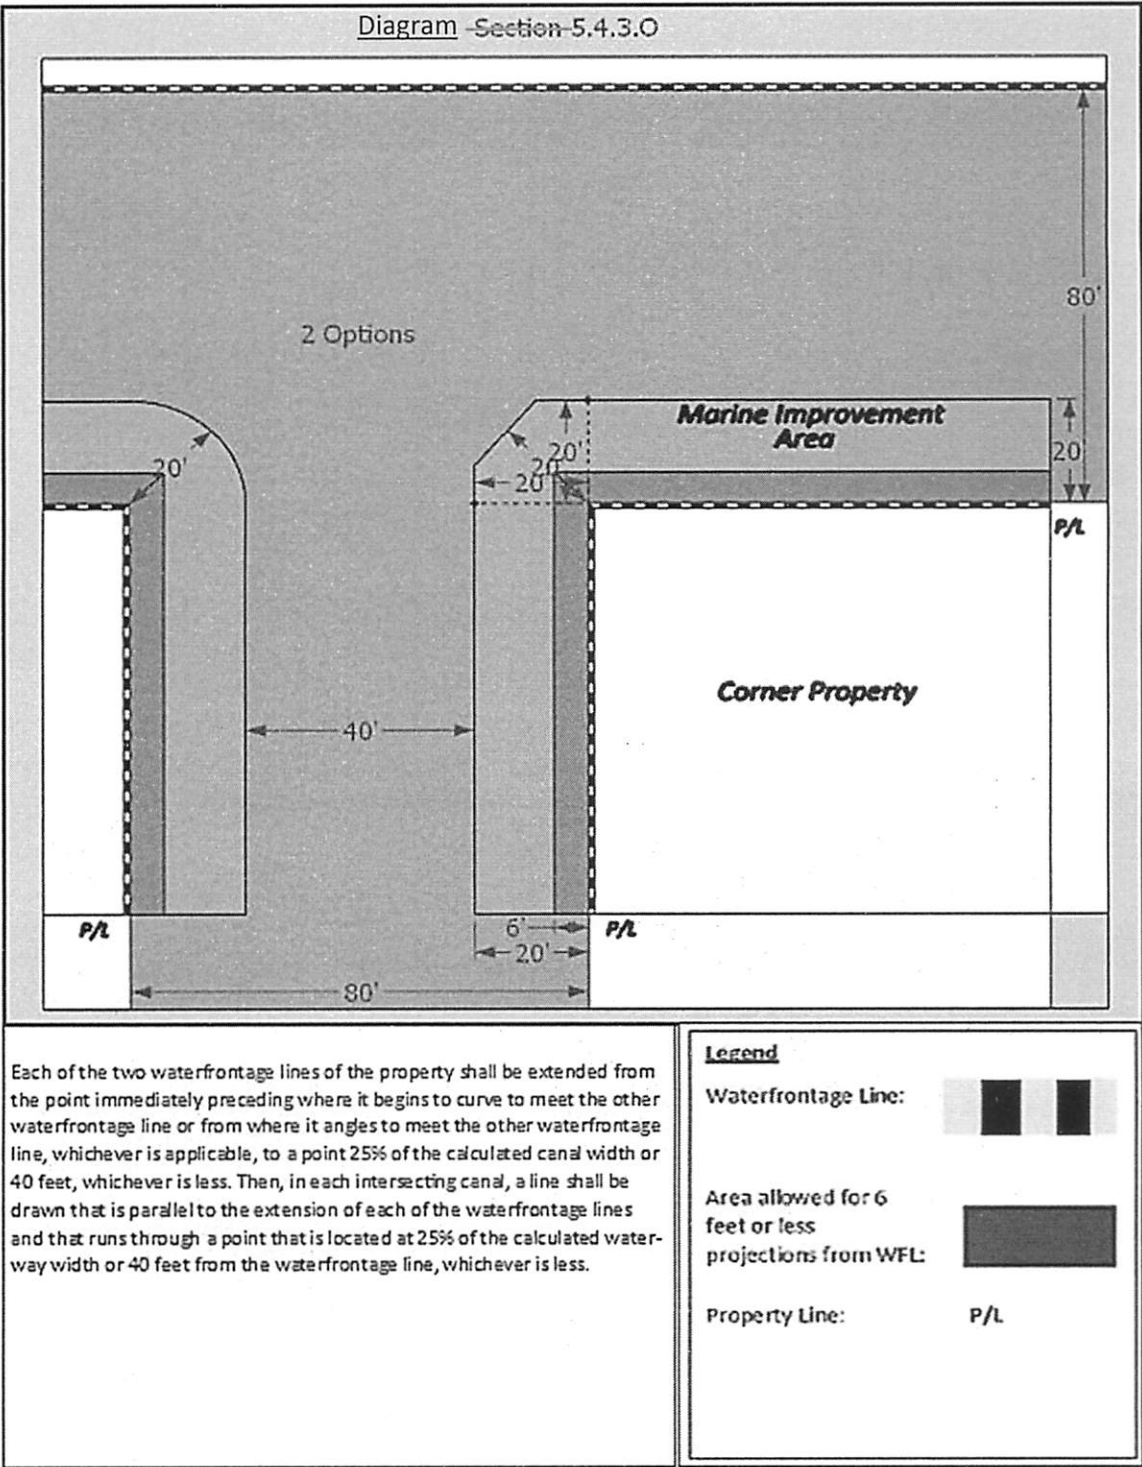 Diagram Section 5.4.3.O
80'
2 Options
Marine Improvement
Area
20'
20'
20'
20'
20
P/L
Corner Property
40'
P/L
6'
P/L
20'
80'
Each of the two waterfrontage lines of the property shall be extended from
the point immediately preceding where it begins to curve to meet the other
waterfrontage line or from where it angles to meet the other waterfrontage
line, whichever is applicable, to a point 25% of the calculated canal width or
40 feet, whichever is less. Then, in each intersecting canal, a line shall be
drawn that is parallel to the extension of each of the waterfrontage lines
and that runs through a point that is located at 25% of the calculated water-
way width or 40 feet from the waterfrontage line, whichever is less.
Legend
Waterfrontage Line:
Area allowed for 6
feet or less
projections from WFL:
Property Line: P/L